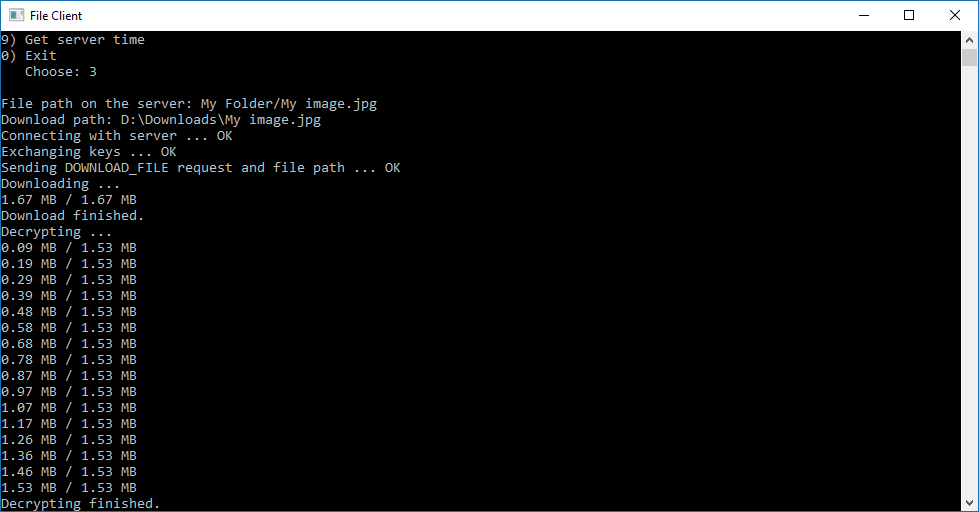 File Client
9) Get server time
0) Exit
   Choose: 3
File path on the server: My Folder/My image.jpg
Download path: D:\Downloads\My image.jpg
Connecting with server ... OK
Exchanging keys ... OK
Sending DOWNLOAD_FILE request and file path ... OK
Downloading ...
1.67 MB / 1.67 MB
Download finished.
Decrypting ...
0.09 MB / 1.53 MB
0.19 MB / 1.53 MB
0.29 MB / 1.53 MB
0.39 MB / 1.53 MB
0.48 MB / 1.53 MB
0.58 MB / 1.53 MB
0.68 MB / 1.53 MB
0.78 MB / 1.53 MB
0.87 MB / 1.53 MB
0.97 MB / 1.53 MB
1.07 MB / 1.53 MB
1.17 MB / 1.53 MB
1.26 MB / 1.53 MB
1.36 MB / 1.53 MB
1.46 MB / 1.53 MB
1.53 MB / 1.53 MB
Decrypting finished.